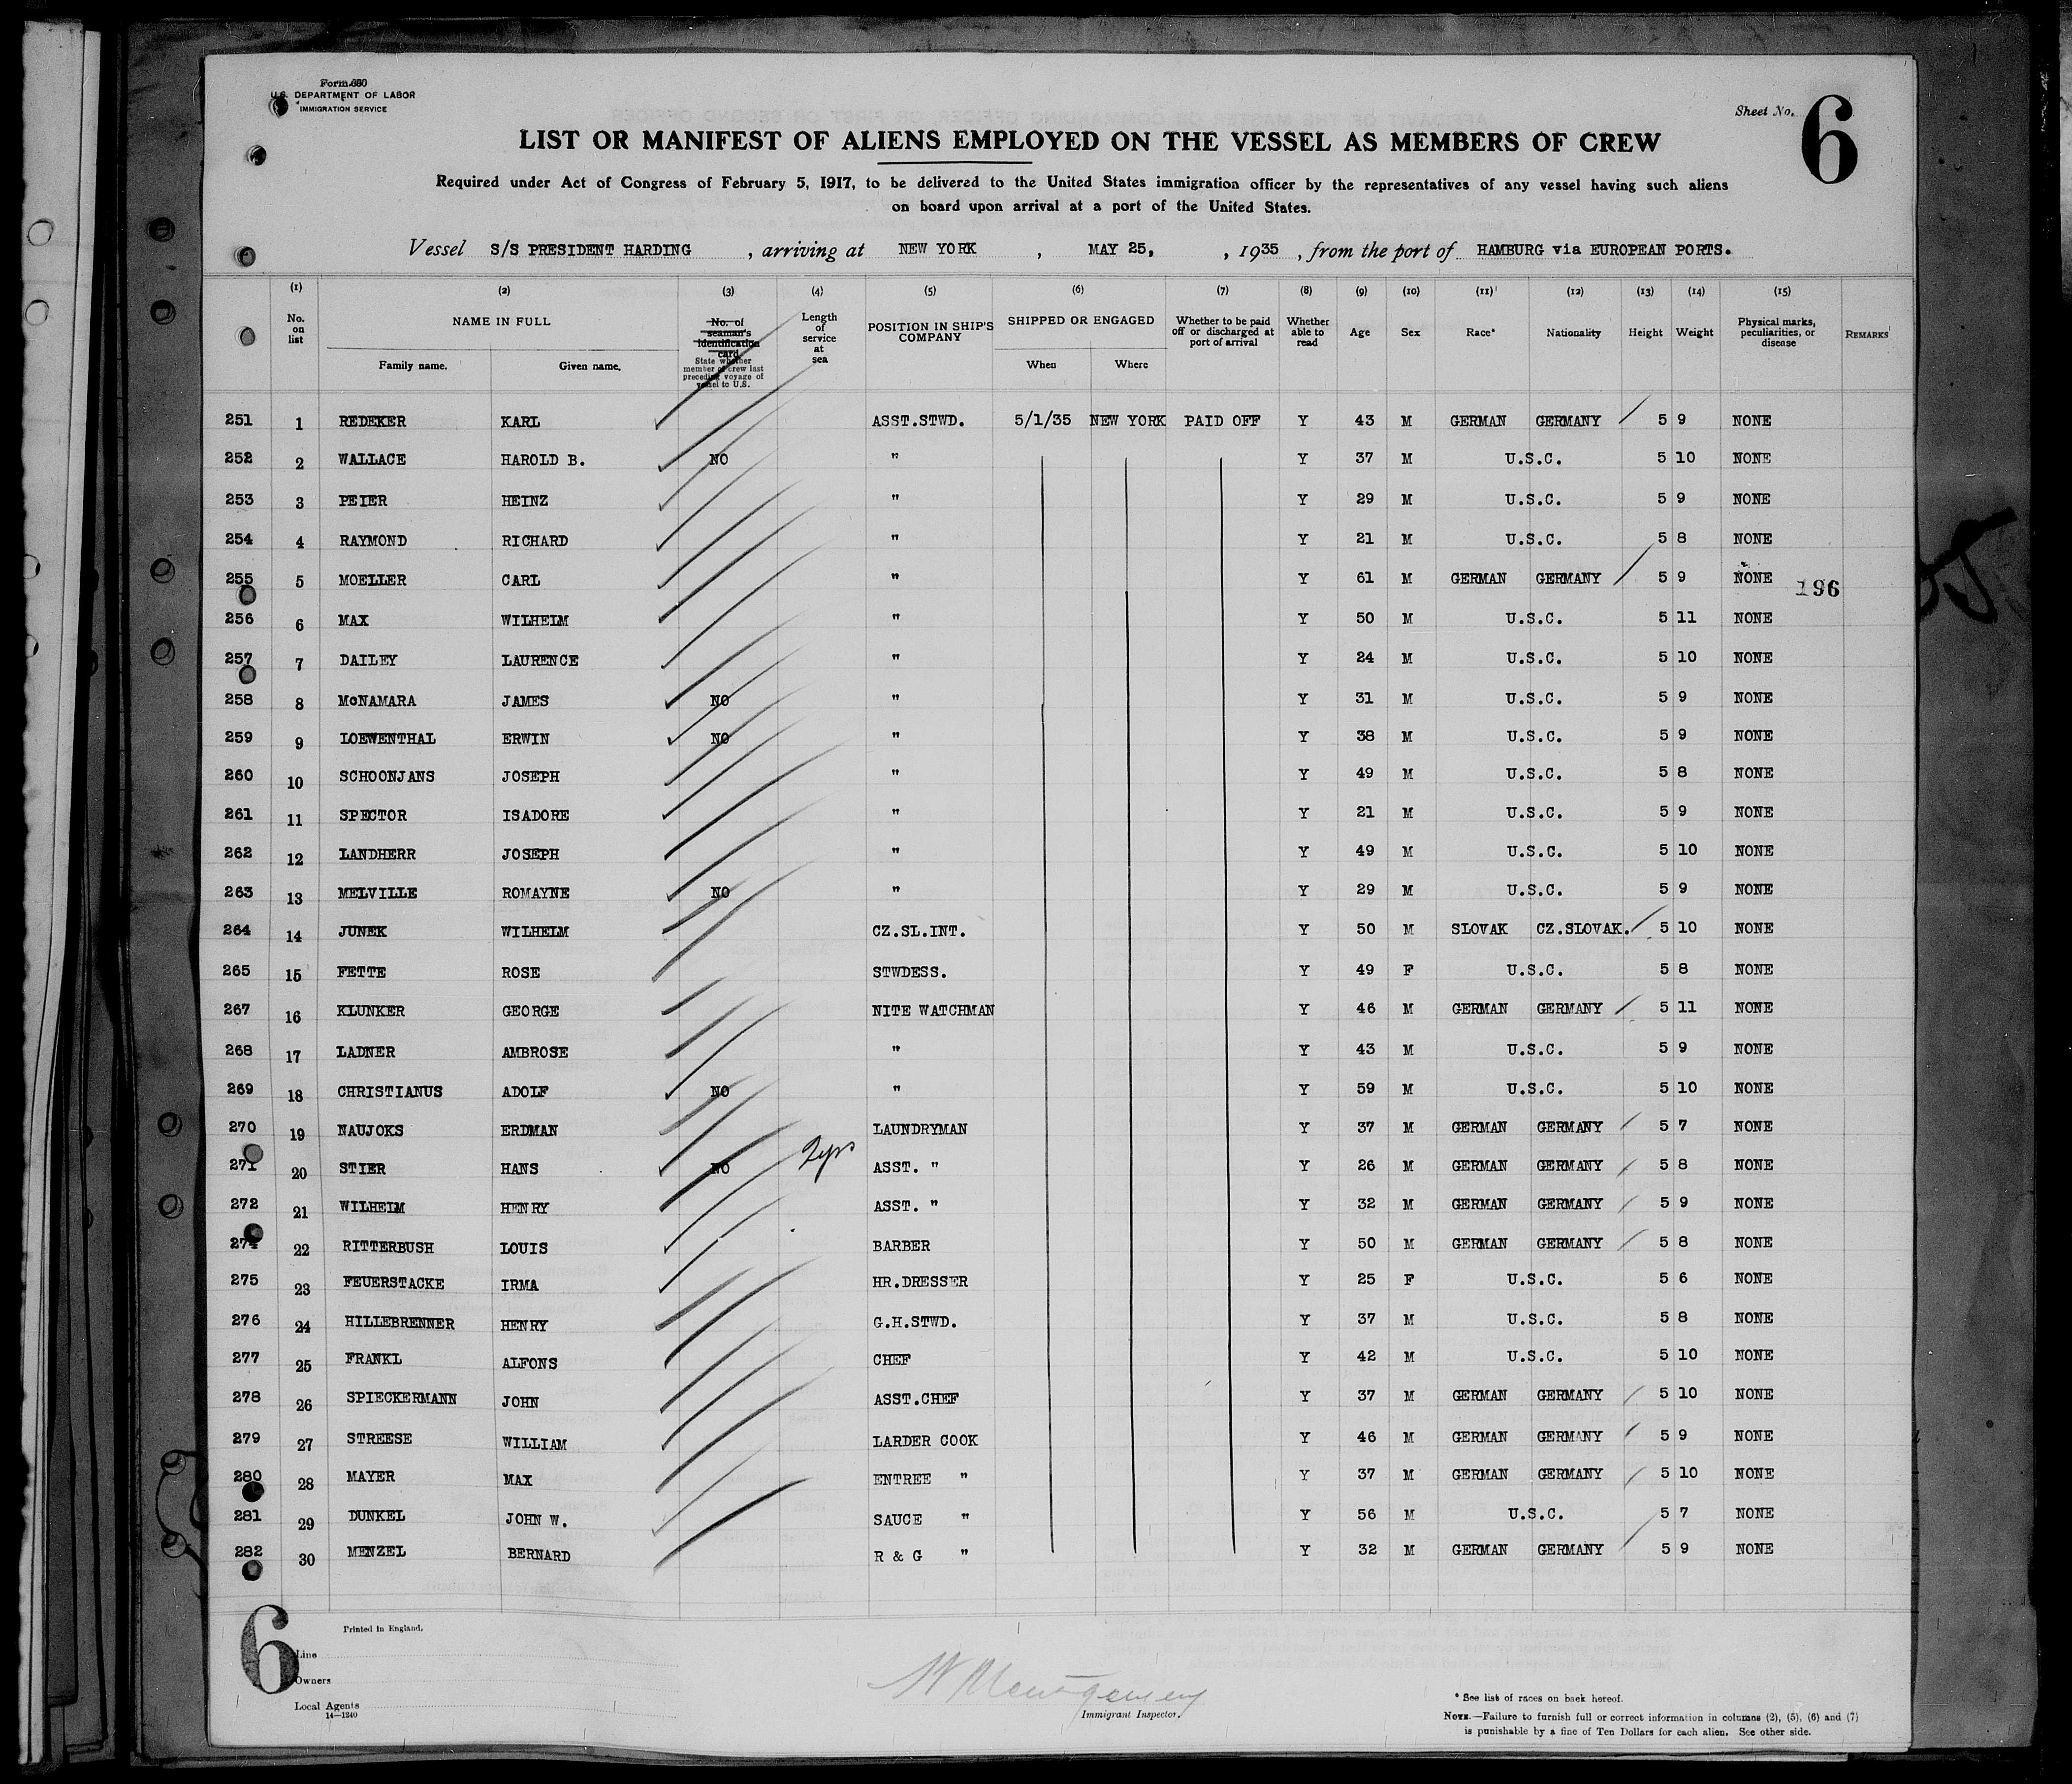 Form 680
U.S. DEPARTMENT OF LABOR
IMMIGRATION SERVICE
Sheet No. 6
LIST OR MANIFEST OF ALIENS EMPLOYED ON THE VESSEL AS MEMBERS OF CREW
Required under Act of Congress of February 5, 1917, to be delivered to the United States immigration officer by the representatives of any vessel having such aliens
on board upon arrival at a port of the United States.
Vessel S/S PRESIDENT HARDING, arriving at NEW YORK, MAY 25, , 1935, from the port of HAMBURG via EUROPEAN PORTS.
(1) (2) (3) (4) (5) (6) (7) (8) (9) (10) (11) (12) (13) (14) (15)
No. on list NAME IN FULL Family name. Given name. No. of seaman's identification card State whether member of crew last preceding voyage of vessel to U.S. Length of service at sea POSITION IN SHIP'S COMPANY SHIPPED OR ENGAGED When Where Whether to be paid off or discharged at port of arrival Whether able to read Age Sex Race* Nationality Height Weight Physical marks, peculiarities, or disease REMARKS
251 1 REDEKER KARL ASST.STWD. 5/1/35 NEW YORK PAID OFF Y 43 M GERMAN GERMANY 5 9 NONE
252 2 WALLACE HAROLD B. NO " Y 37 M U.S.C. 5 10 NONE
253 3 PEIER HEINZ " Y 29 M U.S.C. 5 9 NONE
254 4 RAYMOND RICHARD " Y 21 M U.S.C. 5 8 NONE
255 5 MOELLER CARL " Y 61 M GERMAN GERMANY 5 9 NONE 196
256 6 MAX WILHELM " Y 50 M U.S.C. 5 11 NONE
257 7 DAILEY LAURENCE " Y 24 M U.S.C. 5 10 NONE
258 8 McNAMARA JAMES NO " Y 31 M U.S.C. 5 9 NONE
259 9 LOEWENTHAL ERWIN NO " Y 38 M U.S.C. 5 9 NONE
260 10 SCHOONJANS JOSEPH " Y 49 M U.S.C. 5 8 NONE
261 11 SPECTOR ISADORE " Y 21 M U.S.C. 5 9 NONE
262 12 LANDHERR JOSEPH " Y 49 M U.S.C. 5 10 NONE
263 13 MELVILLE ROMAYNE NO " Y 29 M U.S.C. 5 9 NONE
264 14 JUNEK WILHELM CZ.SL.INT. Y 50 M SLOVAK CZ.SLOVAK. 5 10 NONE
265 15 FETTE ROSE STWDESS. Y 49 F U.S.C. 5 8 NONE
267 16 KLUNKER GEORGE NITE WATCHMAN Y 46 M GERMAN GERMANY 5 11 NONE
268 17 LADNER AMBROSE " Y 43 M U.S.C. 5 9 NONE
269 18 CHRISTIANUS ADOLF NO " Y 59 M U.S.C. 5 10 NONE
270 19 NAUJOKS ERDMAN LAUNDRYMAN Y 37 M GERMAN GERMANY 5 7 NONE
271 20 STIER HANS NO 2yrs ASST. " Y 26 M GERMAN GERMANY 5 8 NONE
272 21 WILHELM HENRY ASST. " Y 32 M GERMAN GERMANY 5 9 NONE
274 22 RITTERBUSH LOUIS BARBER Y 50 M GERMAN GERMANY 5 8 NONE
275 23 FEUERSTACKE IRMA HR.DRESSER Y 25 F U.S.C. 5 6 NONE
276 24 HILLEBRENNER HENRY G.H.STWD. Y 37 M U.S.C. 5 8 NONE
277 25 FRANKL ALFONS CHEF Y 42 M U.S.C. 5 10 NONE
278 26 SPIECKERMANN JOHN ASST.CHEF Y 37 M GERMAN GERMANY 5 10 NONE
279 27 STREESE WILLIAM LARDER COOK Y 46 M GERMAN GERMANY 5 9 NONE
280 28 MAYER MAX ENTREE " Y 37 M GERMAN GERMANY 5 10 NONE
281 29 DUNKEL JOHN W. SAUCE " Y 56 M U.S.C. 5 7 NONE
282 30 MENZEL BERNARD R & G " Y 32 M GERMAN GERMANY 5 9 NONE
6
Printed in England.
Line
Owners
Local Agents
14—1240
W Montgomery
Immigrant Inspector.
* See list of races on back hereof.
NOTE.—Failure to furnish full or correct information in columns (2), (5), (6) and (7)
is punishable by a fine of Ten Dollars for each alien. See other side.